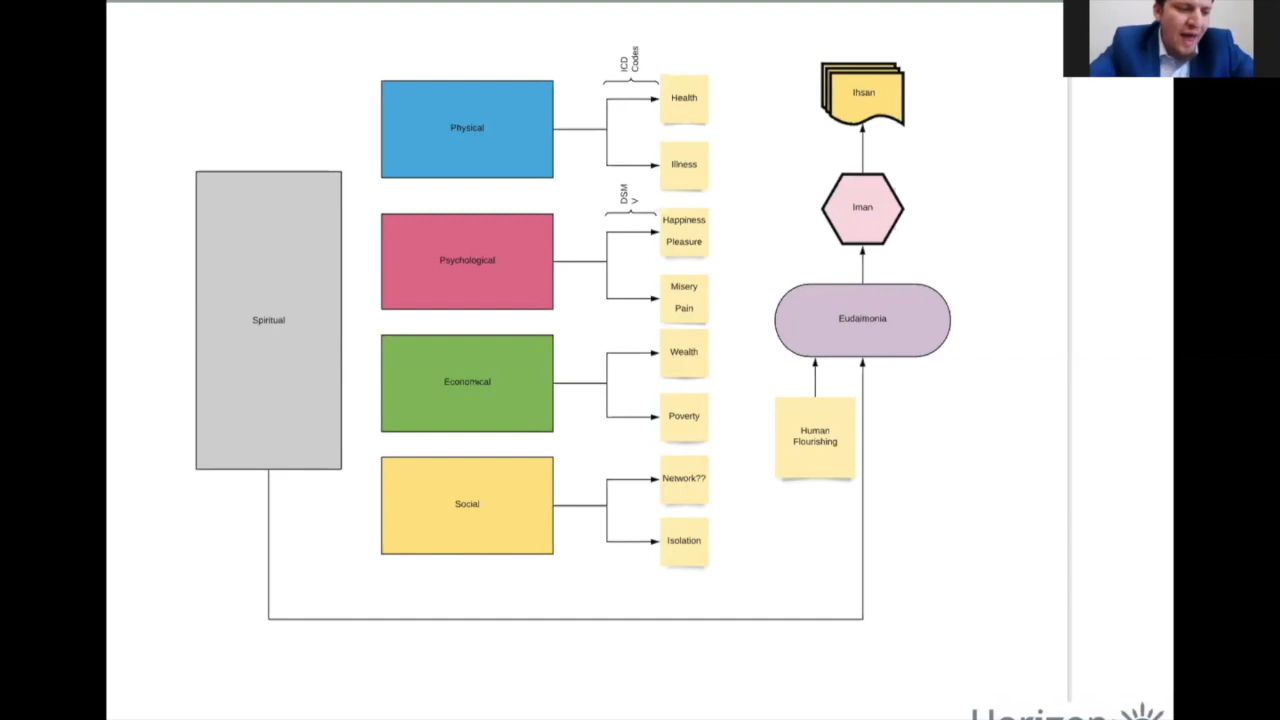 ICD
Codes
Health
Physical
Illness
DSM
V
Happiness
Pleasure
Psychological
Misery
Pain
Spiritual
Wealth
Economical
Poverty
Network??
Social
Isolation
Ihsan
Iman
Eudaimonia
Human
Flourishing
Horizon